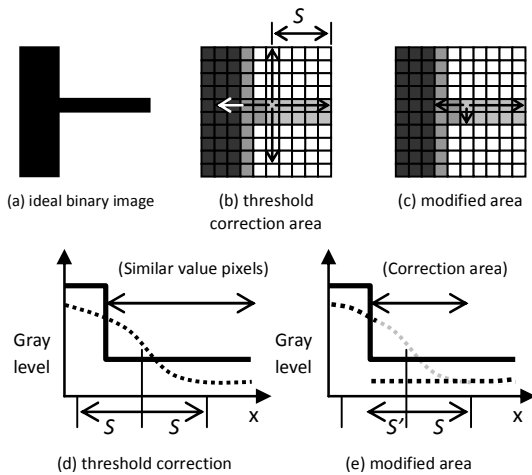 S
(a) ideal binary image
(b) threshold
correction area
(c) modified area
(Similar value pixels)
Gray
level
S
S
x
(d) threshold correction
(Correction area)
Gray
level
S'
S
x
(e) modified area